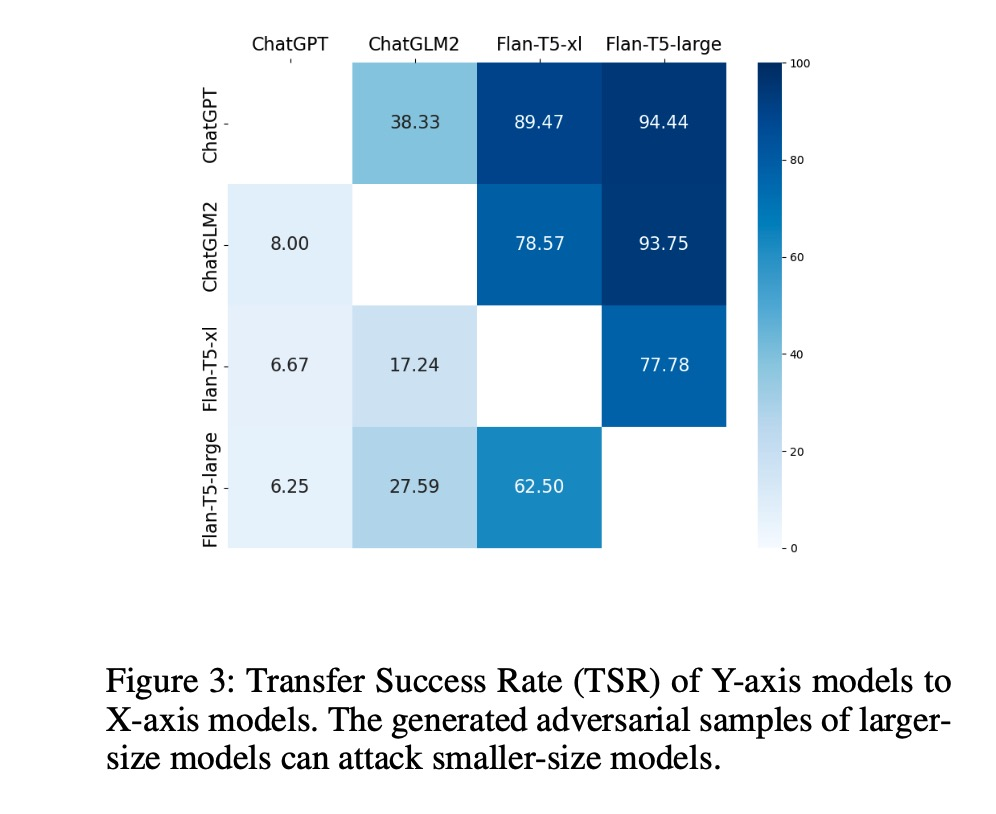 ChatGPT ChatGLM2 Flan-T5-xl Flan-T5-large
ChatGPT
38.33 89.47 94.44
ChatGLM2
8.00 78.57 93.75
Flan-T5-xl
6.67 17.24 77.78
Flan-T5-large
6.25 27.59 62.50
100
80
60
40
20
0
Figure 3: Transfer Success Rate (TSR) of Y-axis models to
X-axis models. The generated adversarial samples of larger-
size models can attack smaller-size models.